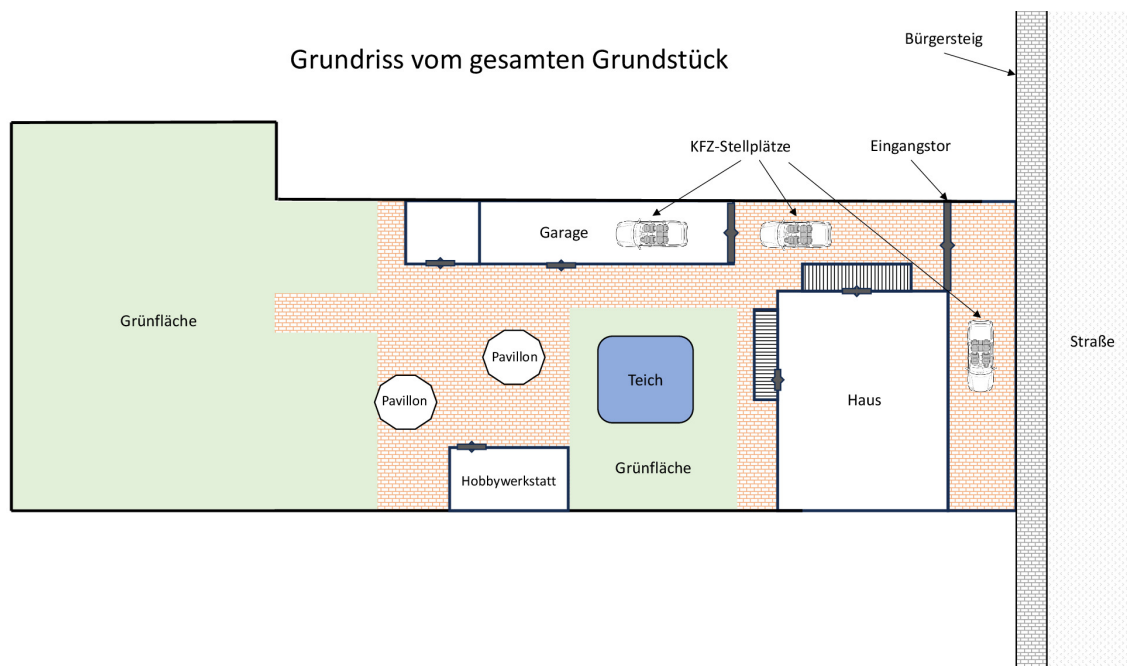 Bürgersteig
Grundriss vom gesamten Grundstück
KFZ-Stellplätze
Eingangstor
Garage
Grünfläche
Straße
Pavillon
Teich
Pavillon
Haus
Grünfläche
Hobbywerkstatt